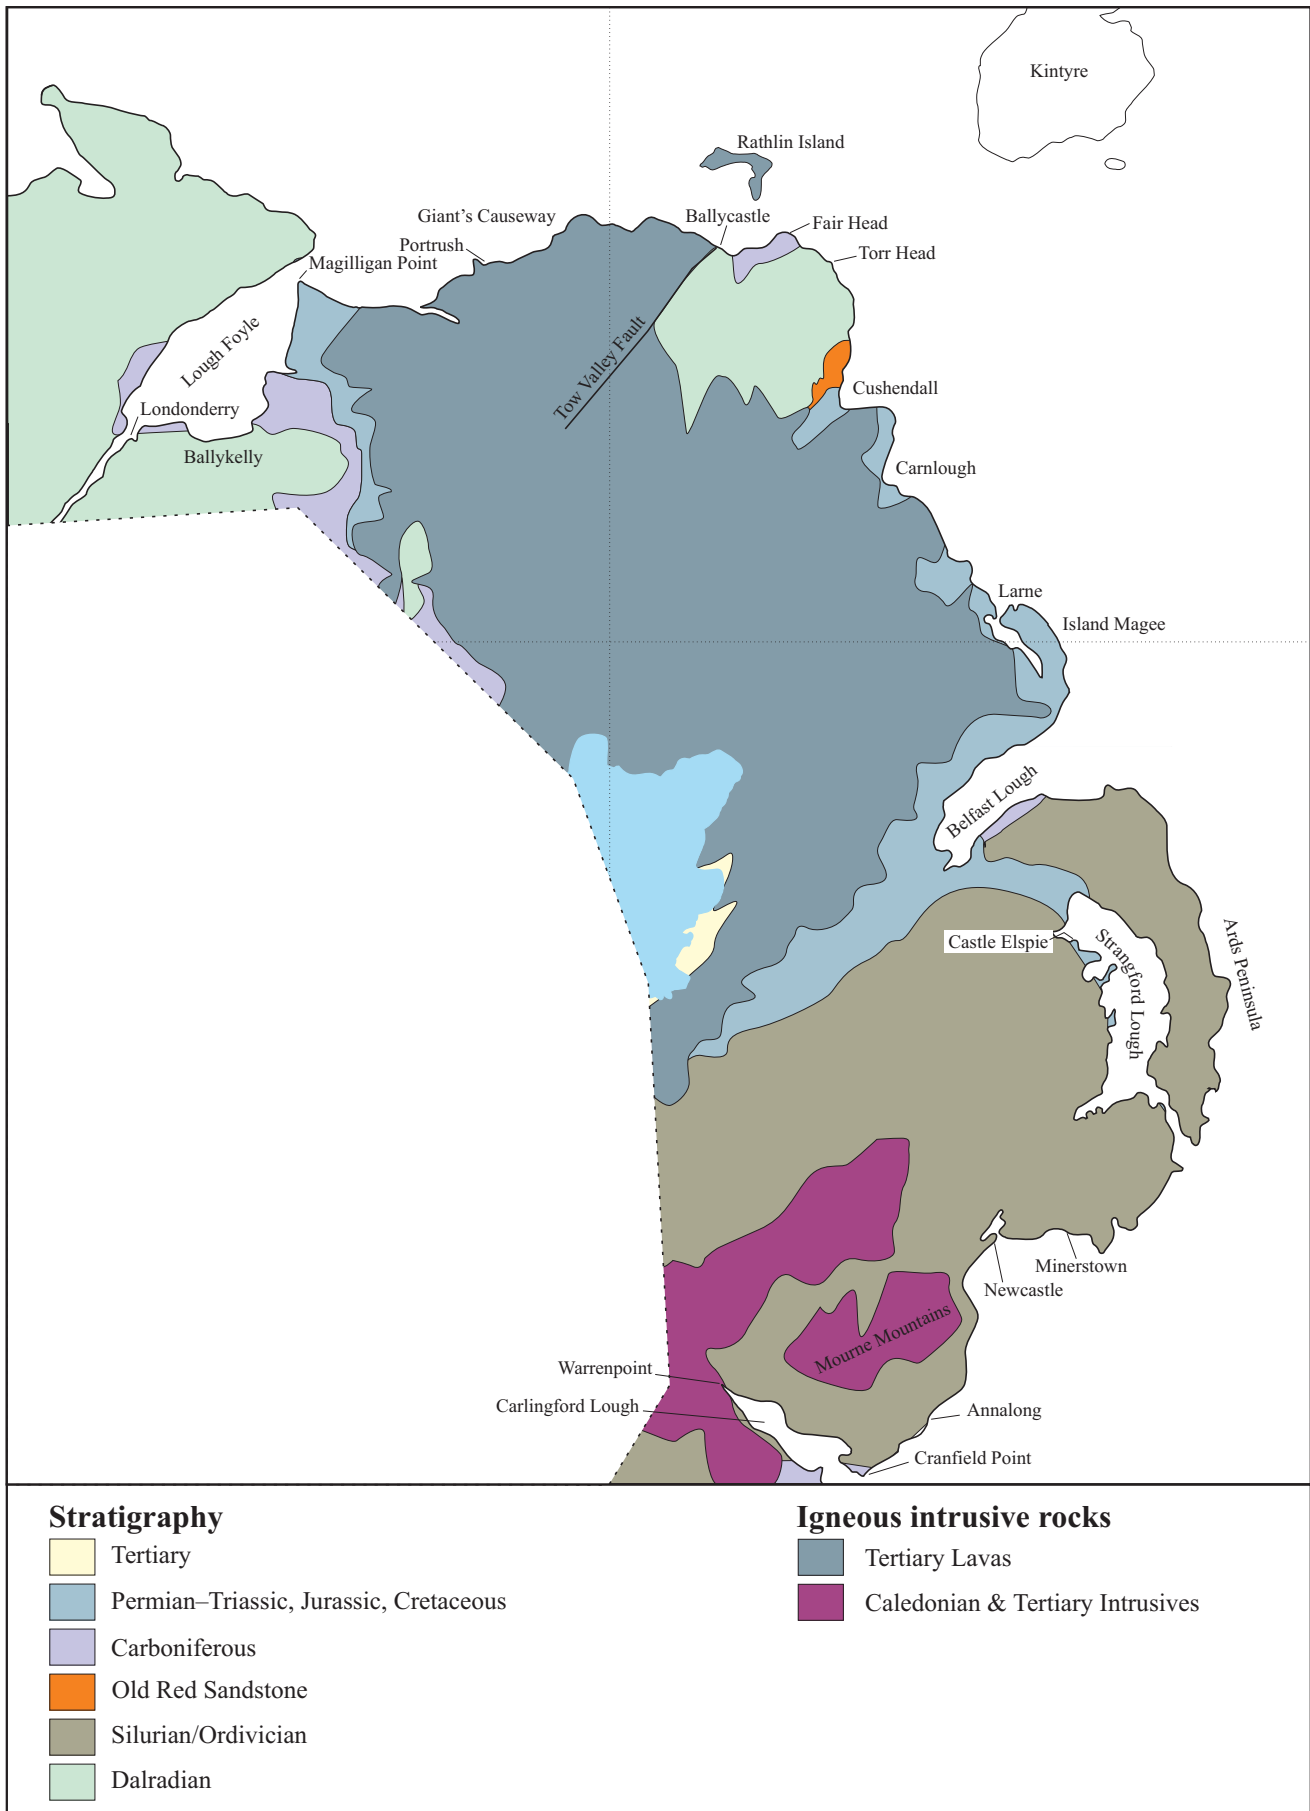 Kintyre
Rathlin Island
Giant's Causeway
Ballycastle
Fair Head
Portrush
Torr Head
Magilligan Point
Lough Foyle
Tow Valley Fault
Cushendall
Londonderry
Ballykelly
Carnlough
Larne
Island Magee
Belfast Lough
Castle Elspie
Strangford Lough
Ards Peninsula
Minerstown
Newcastle
Mourne Mountains
Warrenpoint
Carlingford Lough
Annalong
Cranfield Point
Stratigraphy
Tertiary
Permian–Triassic, Jurassic, Cretaceous
Carboniferous
Old Red Sandstone
Silurian/Ordivician
Dalradian
Igneous intrusive rocks
Tertiary Lavas
Caledonian & Tertiary Intrusives